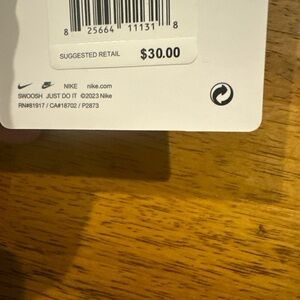 8 25664 11131 8
SUGGESTED RETAIL $30.00
NIKE nike.com
SWOOSH JUST DO IT ©2023 Nike
RN#81917 / CA#18702 / P2873